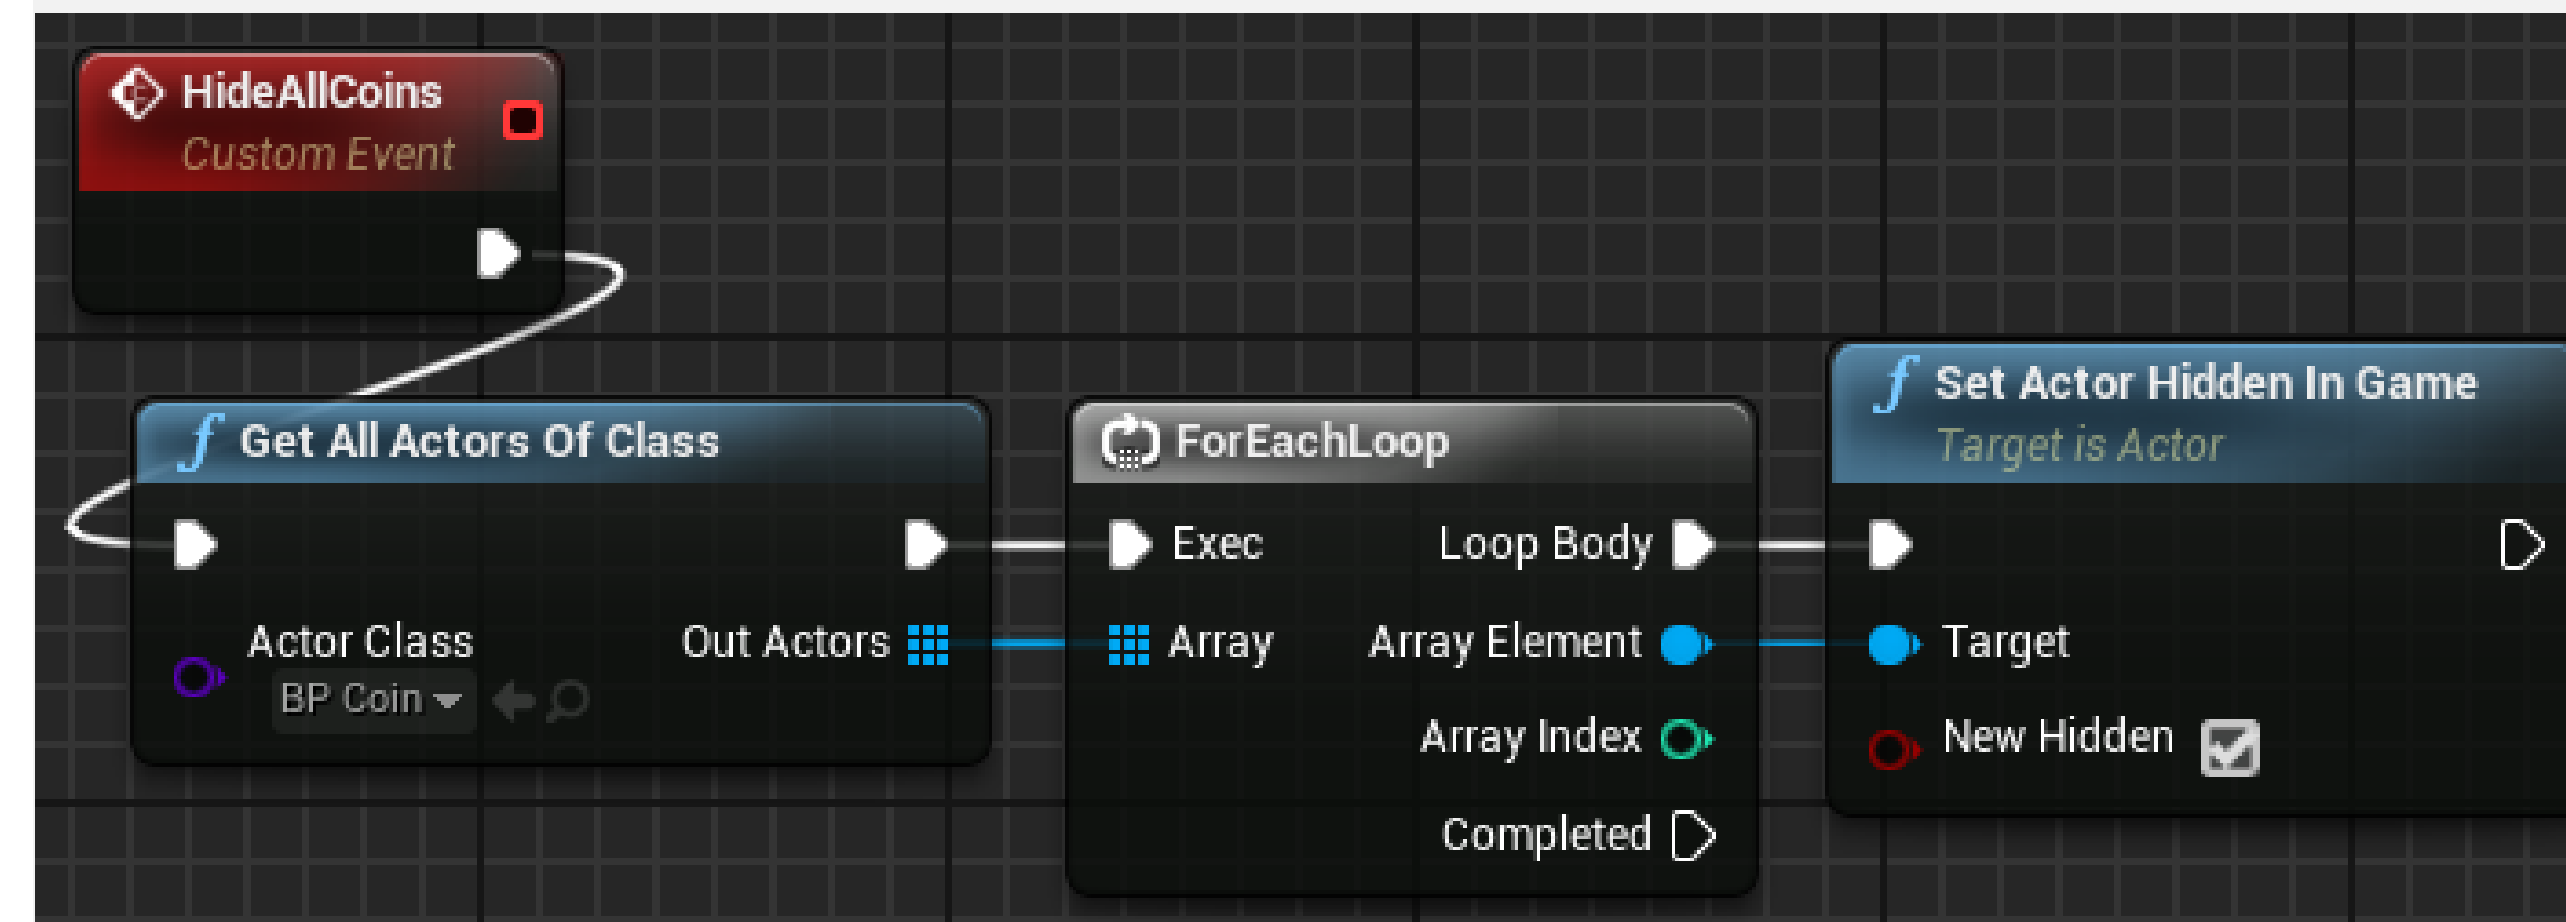 HideAllCoins
Custom Event
Get All Actors Of Class
Actor Class
BP Coin
Out Actors
ForEachLoop
Exec
Array
Loop Body
Array Element
Array Index
Completed
Set Actor Hidden In Game
Target is Actor
Target
New Hidden